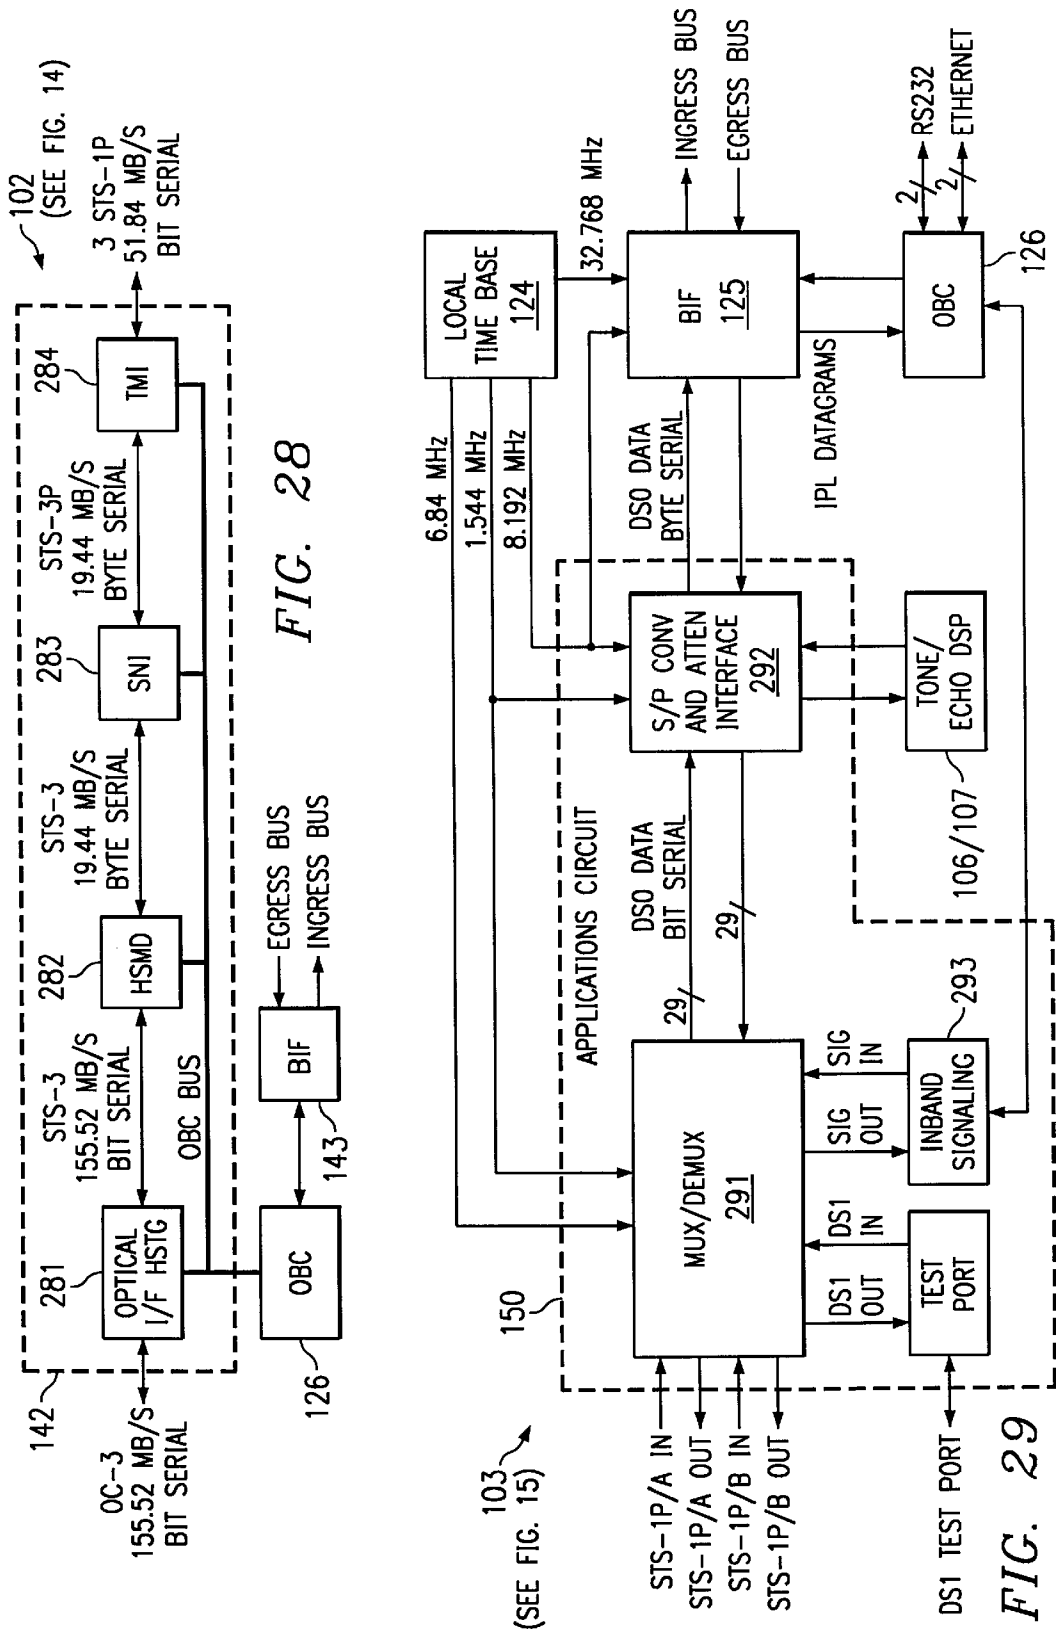 102
(SEE FIG. 14)
142
OC-3
155.52 MB/S
BIT SERIAL
281
OPTICAL
I/F HSTG
STS-3
155.52 MB/S
BIT SERIAL
282
HSMD
STS-3
19.44 MB/S
BYTE SERIAL
283
SNI
STS-3P
19.44 MB/S
BYTE SERIAL
284
TMI
3 STS-1P
51.84 MB/S
BIT SERIAL
OBC BUS
OBC
126
BIF
143
EGRESS BUS
INGRESS BUS
FIG. 28
103
(SEE FIG. 15)
150
APPLICATIONS CIRCUIT
6.84 MHz
1.544 MHz
8.192 MHz
LOCAL
TIME BASE
124
32.768 MHz
STS-1P/A IN
STS-1P/A OUT
STS-1P/B IN
STS-1P/B OUT
MUX/DEMUX
291
29
DS0 DATA
BIT SERIAL
29
S/P CONV
AND ATTEN
INTERFACE
292
DS0 DATA
BYTE SERIAL
BIF
125
INGRESS BUS
EGRESS BUS
DS1
OUT
DS1
IN
SIG
OUT
SIG
IN
IPL DATAGRAMS
TEST
PORT
INBAND
SIGNALING
293
TONE/
ECHO DSP
106/107
OBC
126
2
RS232
2
ETHERNET
DS1 TEST PORT
FIG. 29